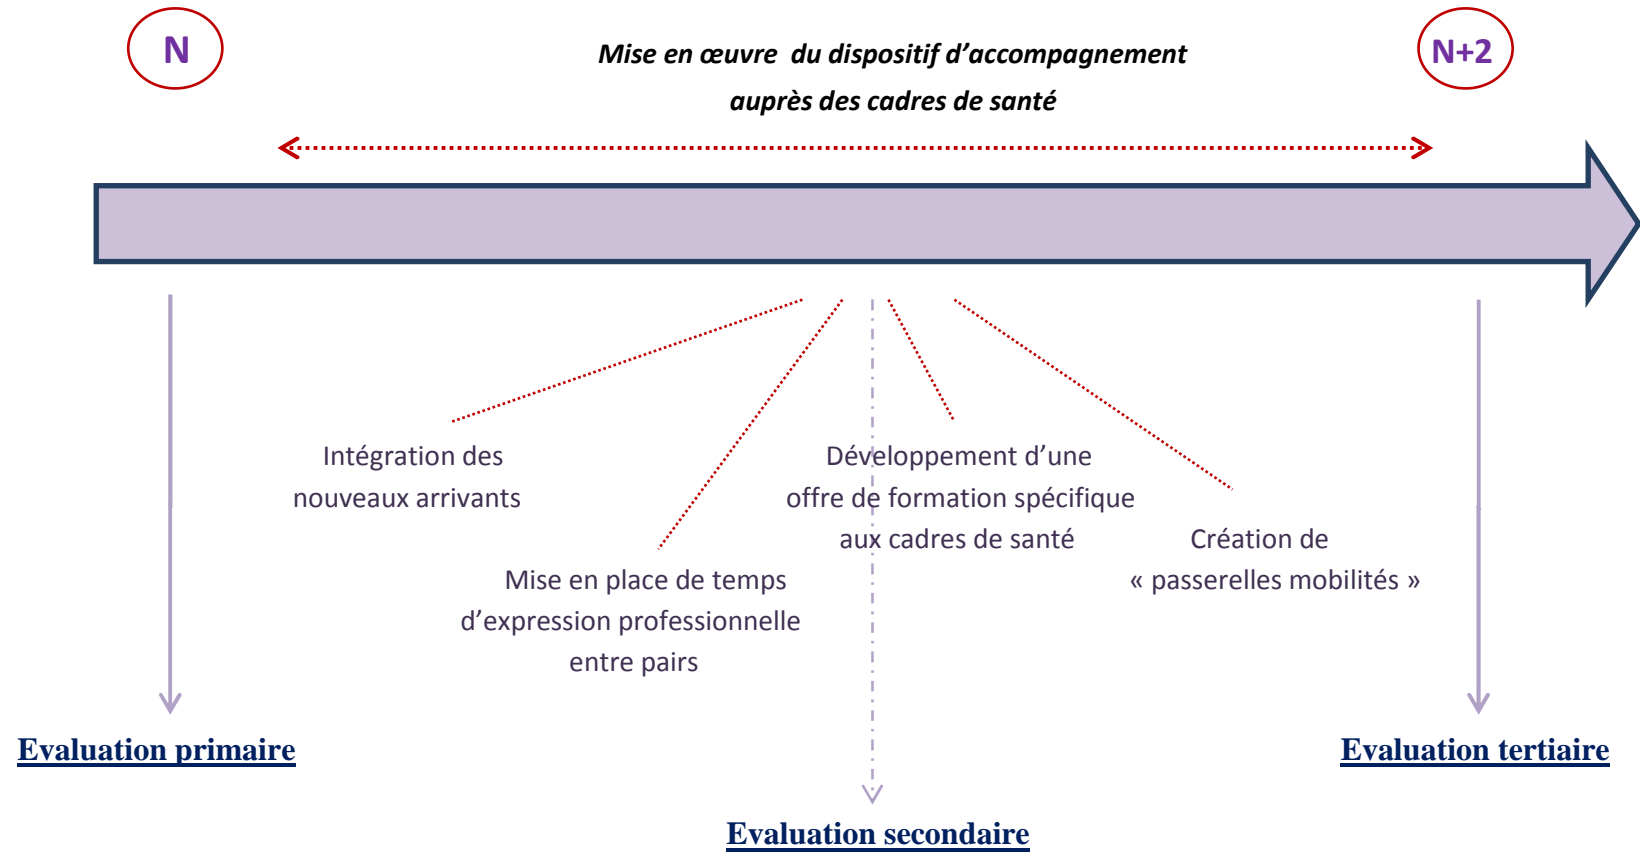 N
Mise en œuvre du dispositif d’accompagnement
auprès des cadres de santé
N+2
Intégration des
nouveaux arrivants
Mise en place de temps
d’expression professionnelle
entre pairs
Développement d’une
offre de formation spécifique
aux cadres de santé
Création de
« passerelles mobilités »
Evaluation primaire
Evaluation secondaire
Evaluation tertiaire